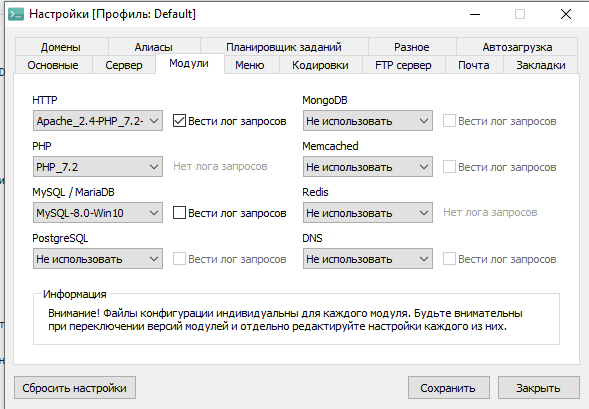 Настройки [Профиль: Default]
Домены Алиасы Планировщик заданий Разное Автозагрузка
Основные Сервер Модули Меню Кодировки FTP сервер Почта Закладки
HTTP
Apache_2.4-PHP_7.2- Вести лог запросов
PHP
PHP_7.2 Нет лога запросов
MySQL / MariaDB
MySQL-8.0-Win10 Вести лог запросов
PostgreSQL
Не использовать Вести лог запросов
MongoDB
Не использовать Вести лог запросов
Memcached
Не использовать Вести лог запросов
Redis
Не использовать Нет лога запросов
DNS
Не использовать Вести лог запросов
Информация
Внимание! Файлы конфигурации индивидуальны для каждого модуля. Будьте внимательны
при переключении версий модулей и отдельно редактируйте настройки каждого из них.
Сбросить настройки Сохранить Закрыть